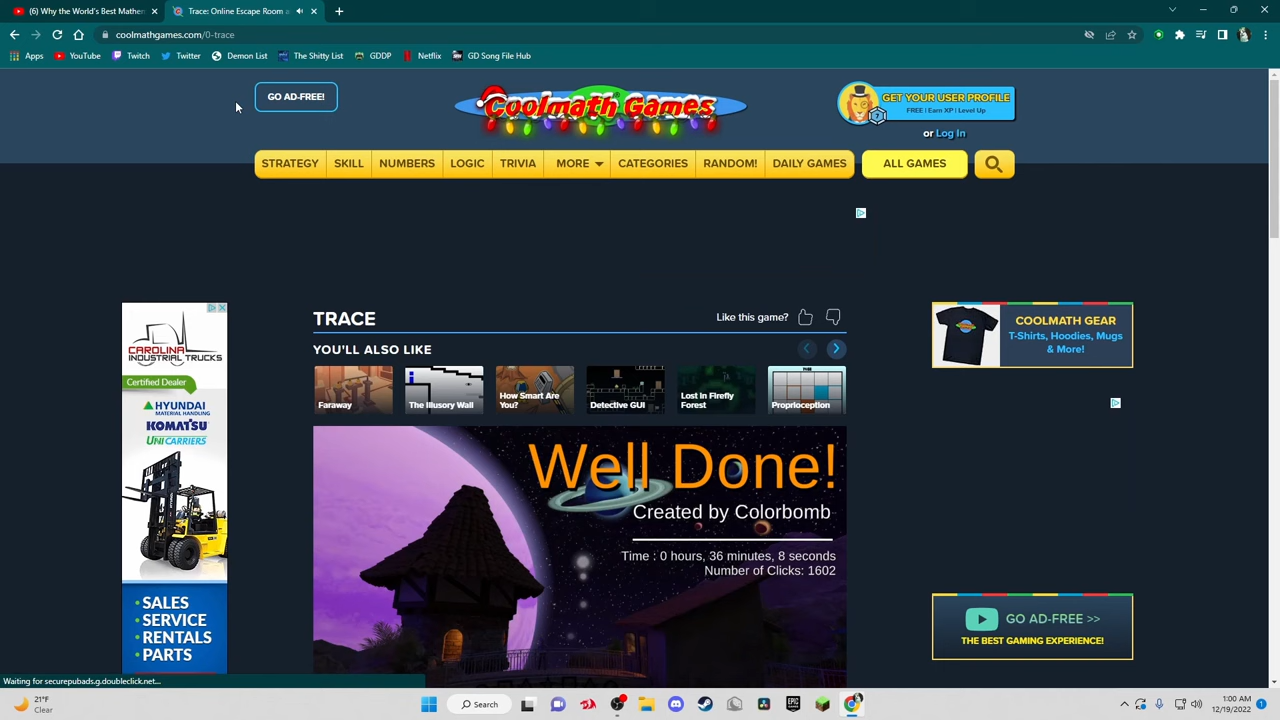 (6) Why the World's Best Mathem
Trace: Online Escape Room a
coolmathgames.com/0-trace
Apps
YouTube
Twitch
Twitter
Demon List
The Shitty List
GDDP
Netflix
GD Song File Hub
GO AD-FREE!
Coolmath Games
GET YOUR USER PROFILE
FREE | Earn XP | Level Up
or Log In
STRATEGY
SKILL
NUMBERS
LOGIC
TRIVIA
MORE
CATEGORIES
RANDOM!
DAILY GAMES
ALL GAMES
CAROLINA
INDUSTRIAL TRUCKS
Certified Dealer
HYUNDAI
MATERIAL HANDLING
KOMATSU
UNICARRIERS
• SALES
• SERVICE
• RENTALS
• PARTS
TRACE
Like this game?
YOU'LL ALSO LIKE
Faraway
The Illusory Wall
How Smart Are
You?
Detective GUI
Lost in Firefly
Forest
Proprioception
Well Done!
Created by Colorbomb
Time : 0 hours, 36 minutes, 8 seconds
Number of Clicks: 1602
COOLMATH GEAR
T-Shirts, Hoodies, Mugs
& More!
GO AD-FREE >>
THE BEST GAMING EXPERIENCE!
Waiting for securepubads.g.doubleclick.net...
21°F
Clear
Search
EPIC
GAMES
1:00 AM
12/19/2022